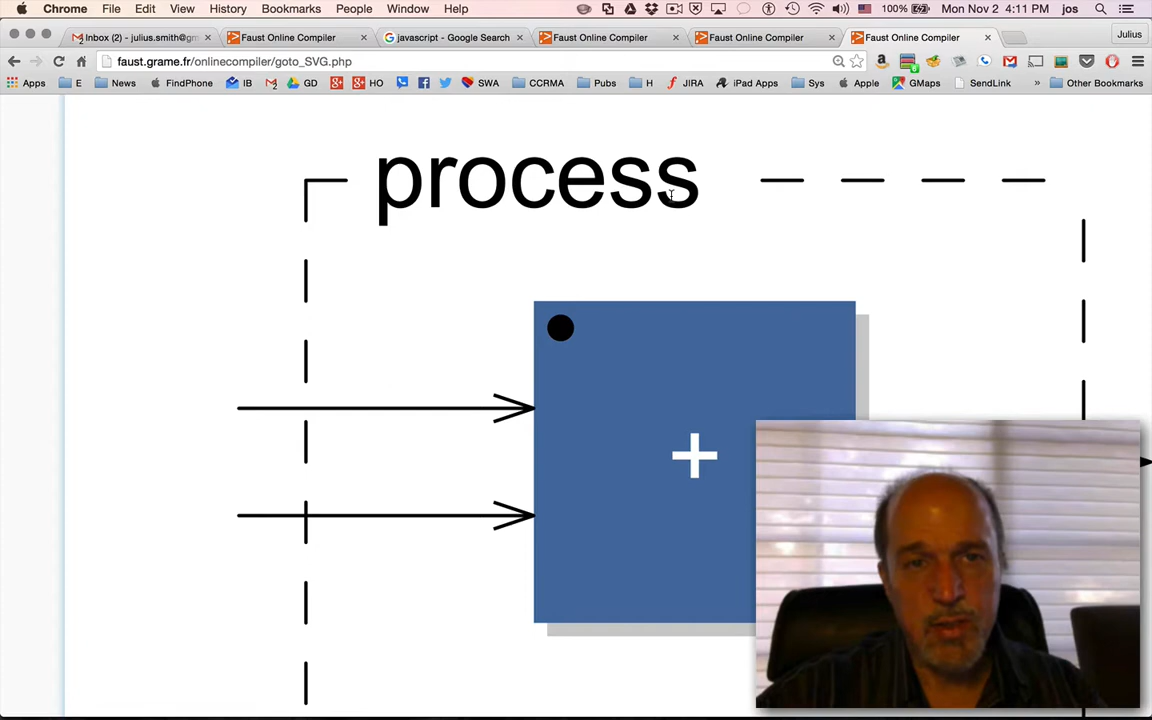 Chrome File Edit View History Bookmarks People Window Help 100% Mon Nov 2 4:11 PM jos
Inbox (2) - julius.smith@gm Faust Online Compiler javascript - Google Search Faust Online Compiler Faust Online Compiler Faust Online Compiler Julius
faust.grame.fr/onlinecompiler/goto_SVG.php
Apps E News FindPhone IB GD HO SWA CCRMA Pubs H JIRA iPad Apps Sys Apple GMaps SendLink » Other Bookmarks
process
+